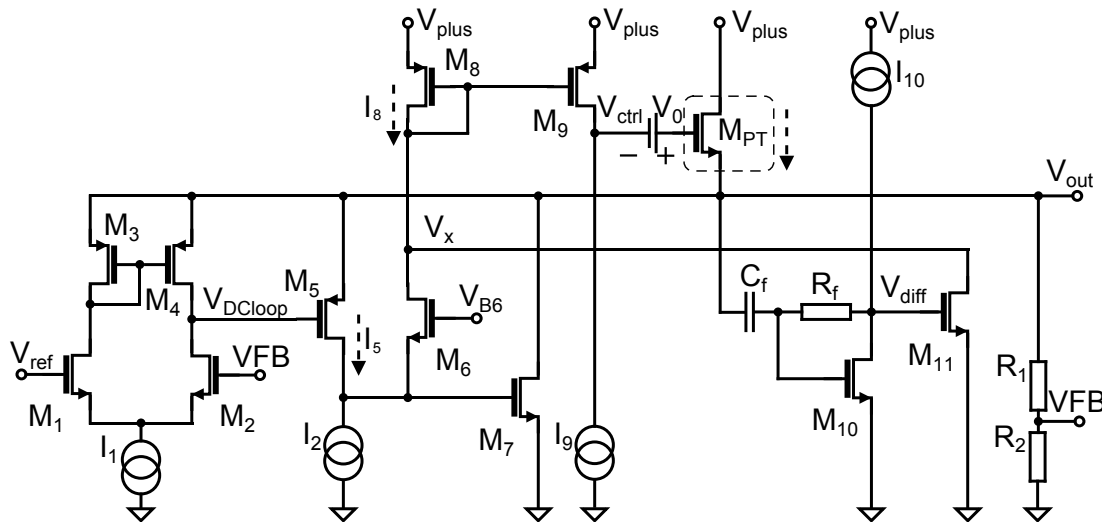 V_plus V_plus V_plus V_plus
M_8 I_10
I_8 M_9 V_ctrl V_0 M_PT
− +
V_out
M_3
V_x
M_4 V_DCloop M_5 V_B6 C_f R_f V_diff
I_5 M_6 M_11
V_ref VFB R_1
M_1 M_2 M_7 M_10 VFB
I_1 I_2 I_9 R_2